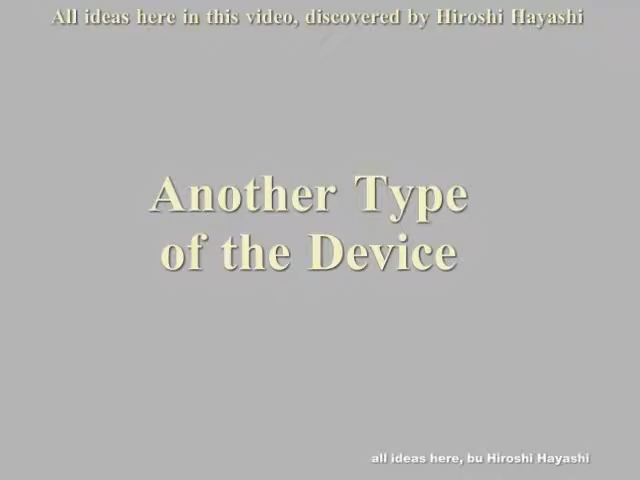 All ideas here in this video, discovered by Hiroshi Hayashi
Another Type
of the Device
all ideas here, bu Hiroshi Hayashi